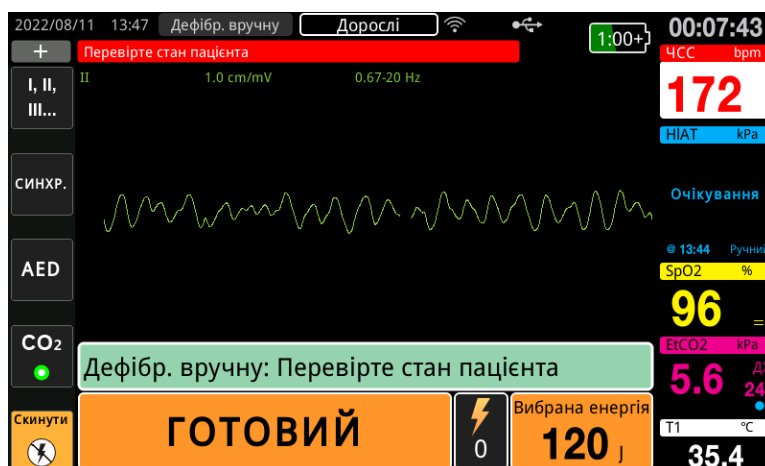 2022/08/11 13:47 Дефібр. вручну Дорослі 1:00+ 00:07:43
+ Перевірте стан пацієнта ЧСС bpm
I, II,
III...
II 1.0 cm/mV 0.67-20 Hz
172
НІАТ kPa
СИНХР.
Очікування
@ 13:44 Ручний
AED
SpO2 %
96
CO2
EtCO2 kPa
Дефібр. вручну: Перевірте стан пацієнта
5.6 24
Скинути
ГОТОВИЙ
0
Вибрана енергія
120 J
T1 °C
35.4